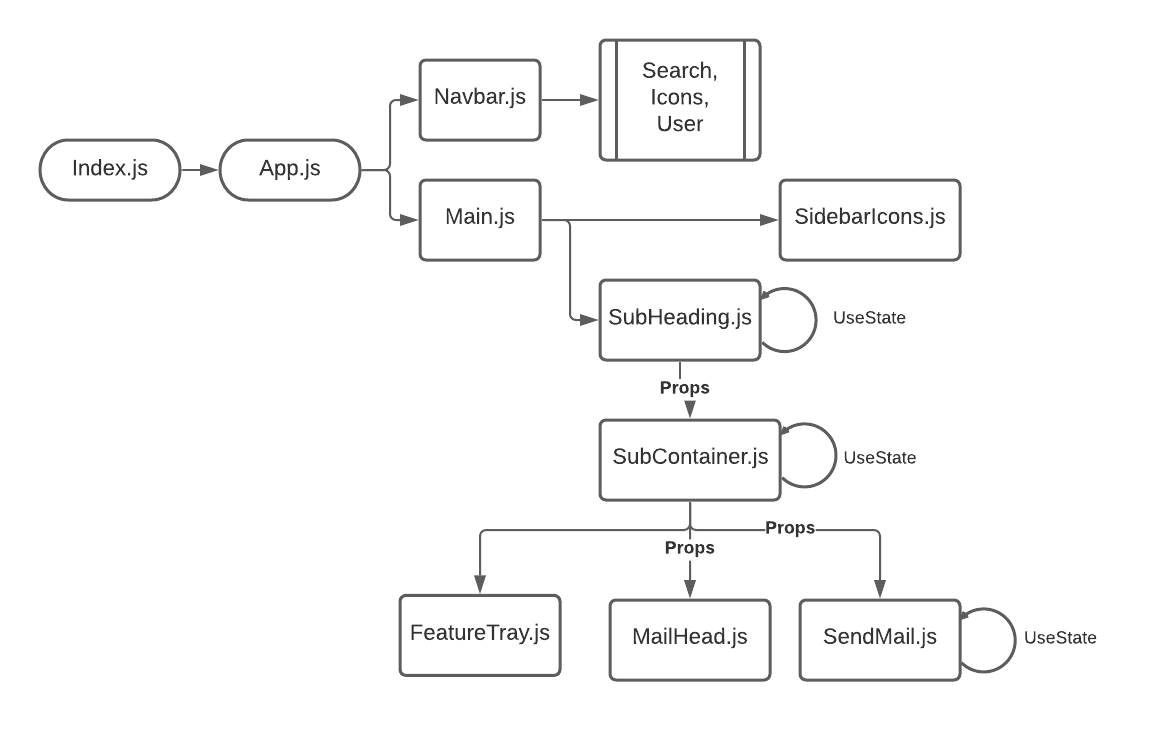 Search,
Icons,
User
Navbar.js
Index.js
App.js
Main.js
SidebarIcons.js
SubHeading.js
UseState
Props
SubContainer.js
UseState
Props
Props
FeatureTray.js
MailHead.js
SendMail.js
UseState